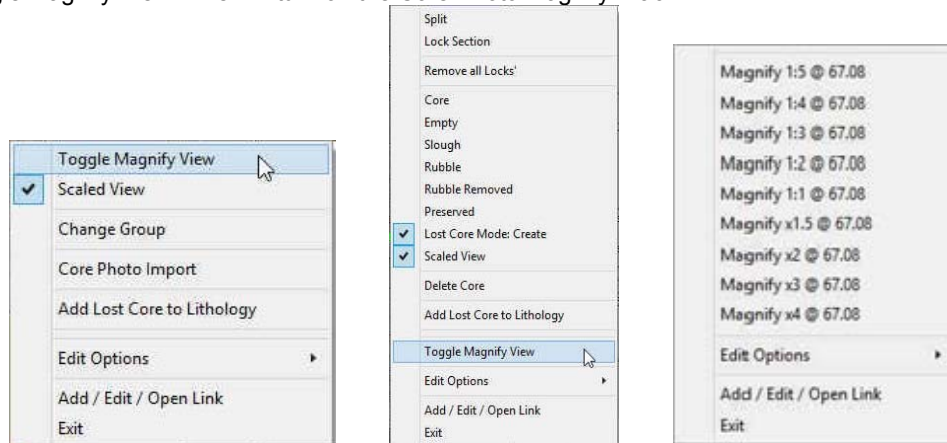 Toggle Magnify View
Scaled View
Change Group
Core Photo Import
Add Lost Core to Lithology
Edit Options
Add / Edit / Open Link
Exit
Split
Lock Section
Remove all Locks'
Core
Empty
Slough
Rubble
Rubble Removed
Preserved
Lost Core Mode: Create
Scaled View
Delete Core
Add Lost Core to Lithology
Toggle Magnify View
Edit Options
Add / Edit / Open Link
Exit
Magnify 1:5 @ 67.08
Magnify 1:4 @ 67.08
Magnify 1:3 @ 67.08
Magnify 1:2 @ 67.08
Magnify 1:1 @ 67.08
Magnify x1.5 @ 67.08
Magnify x2 @ 67.08
Magnify x3 @ 67.08
Magnify x4 @ 67.08
Edit Options
Add / Edit / Open Link
Exit